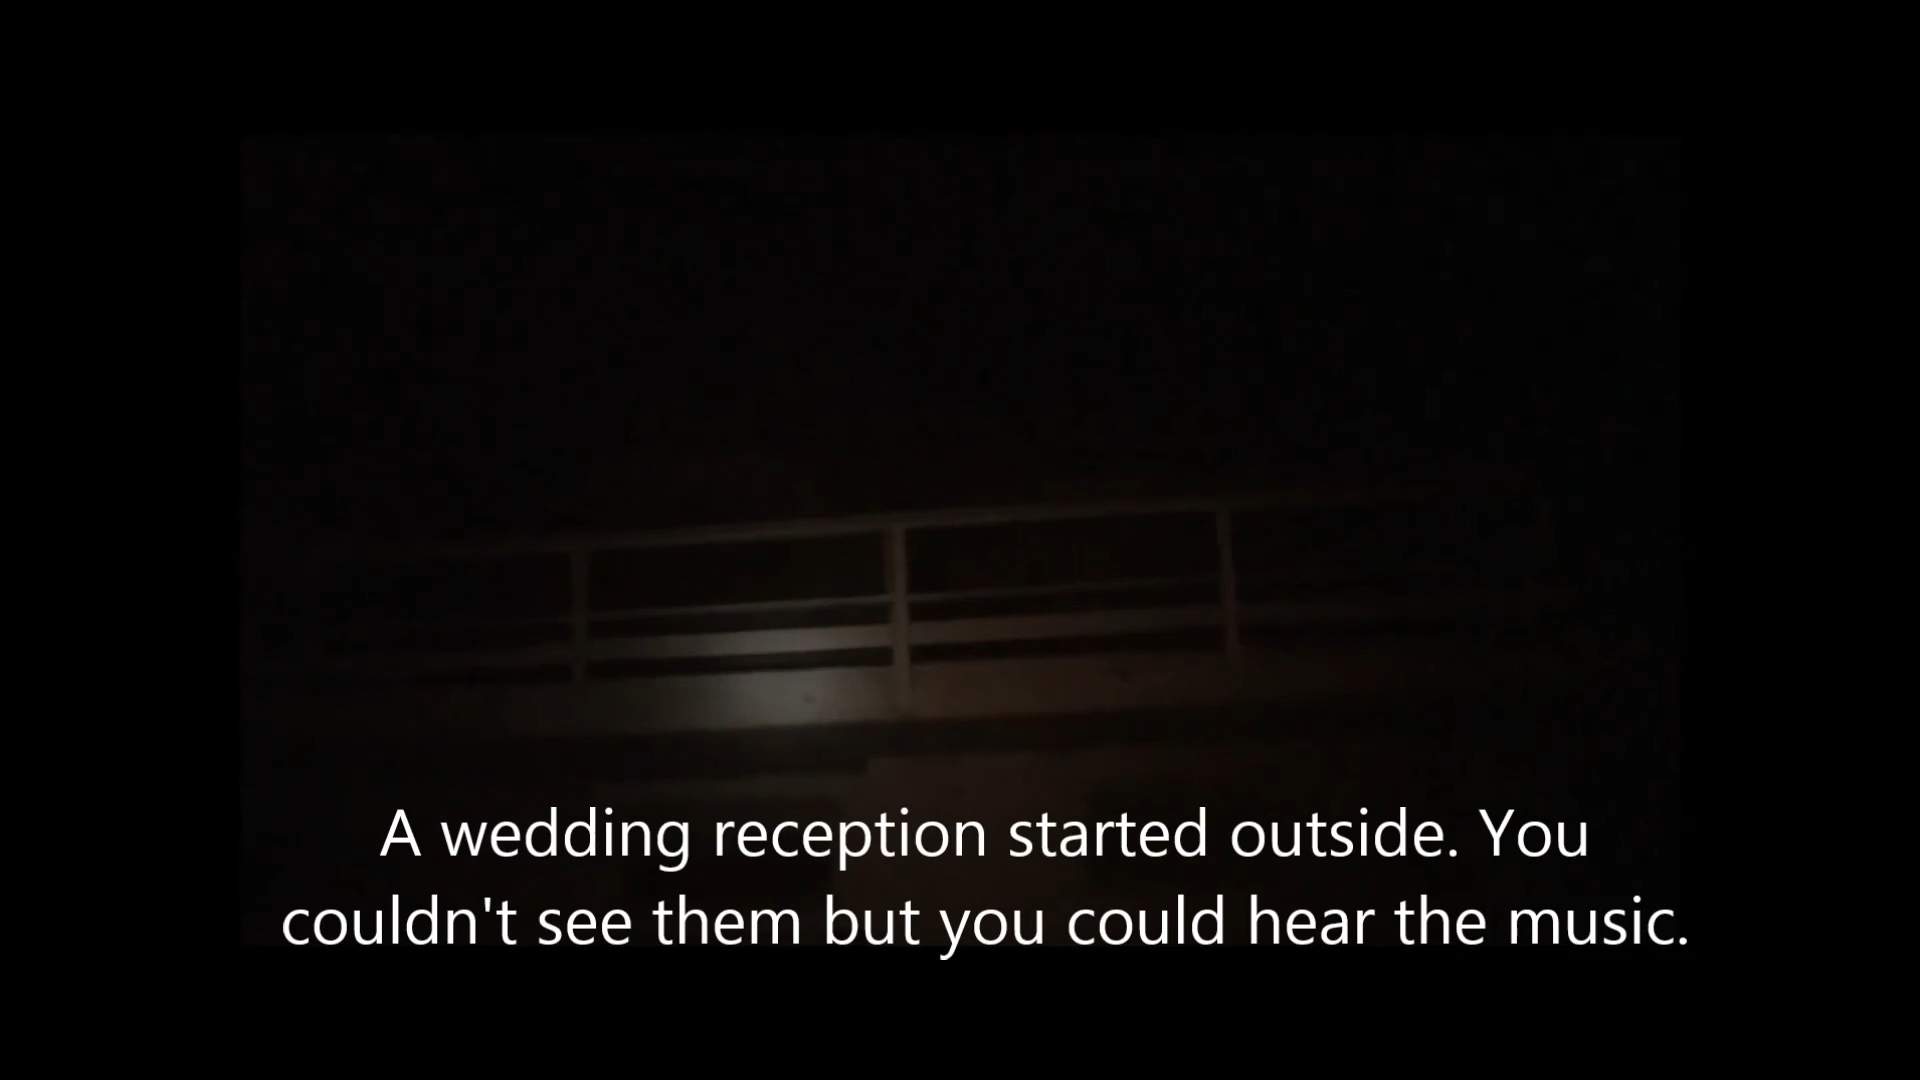 A wedding reception started outside. You
couldn't see them but you could hear the music.